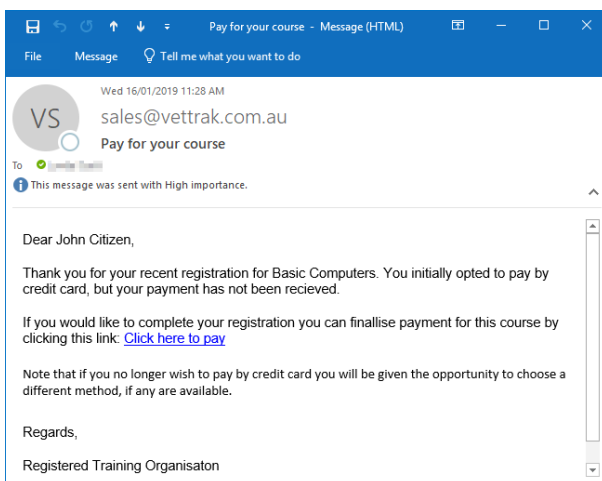 Pay for your course - Message (HTML)
File Message Tell me what you want to do
Wed 16/01/2019 11:28 AM
VS
sales@vettrak.com.au
Pay for your course
To
This message was sent with High importance.
Dear John Citizen,
Thank you for your recent registration for Basic Computers. You initially opted to pay by
credit card, but your payment has not been recieved.
If you would like to complete your registration you can finallise payment for this course by
clicking this link: Click here to pay
Note that if you no longer wish to pay by credit card you will be given the opportunity to choose a
different method, if any are available.
Regards,
Registered Training Organisaton